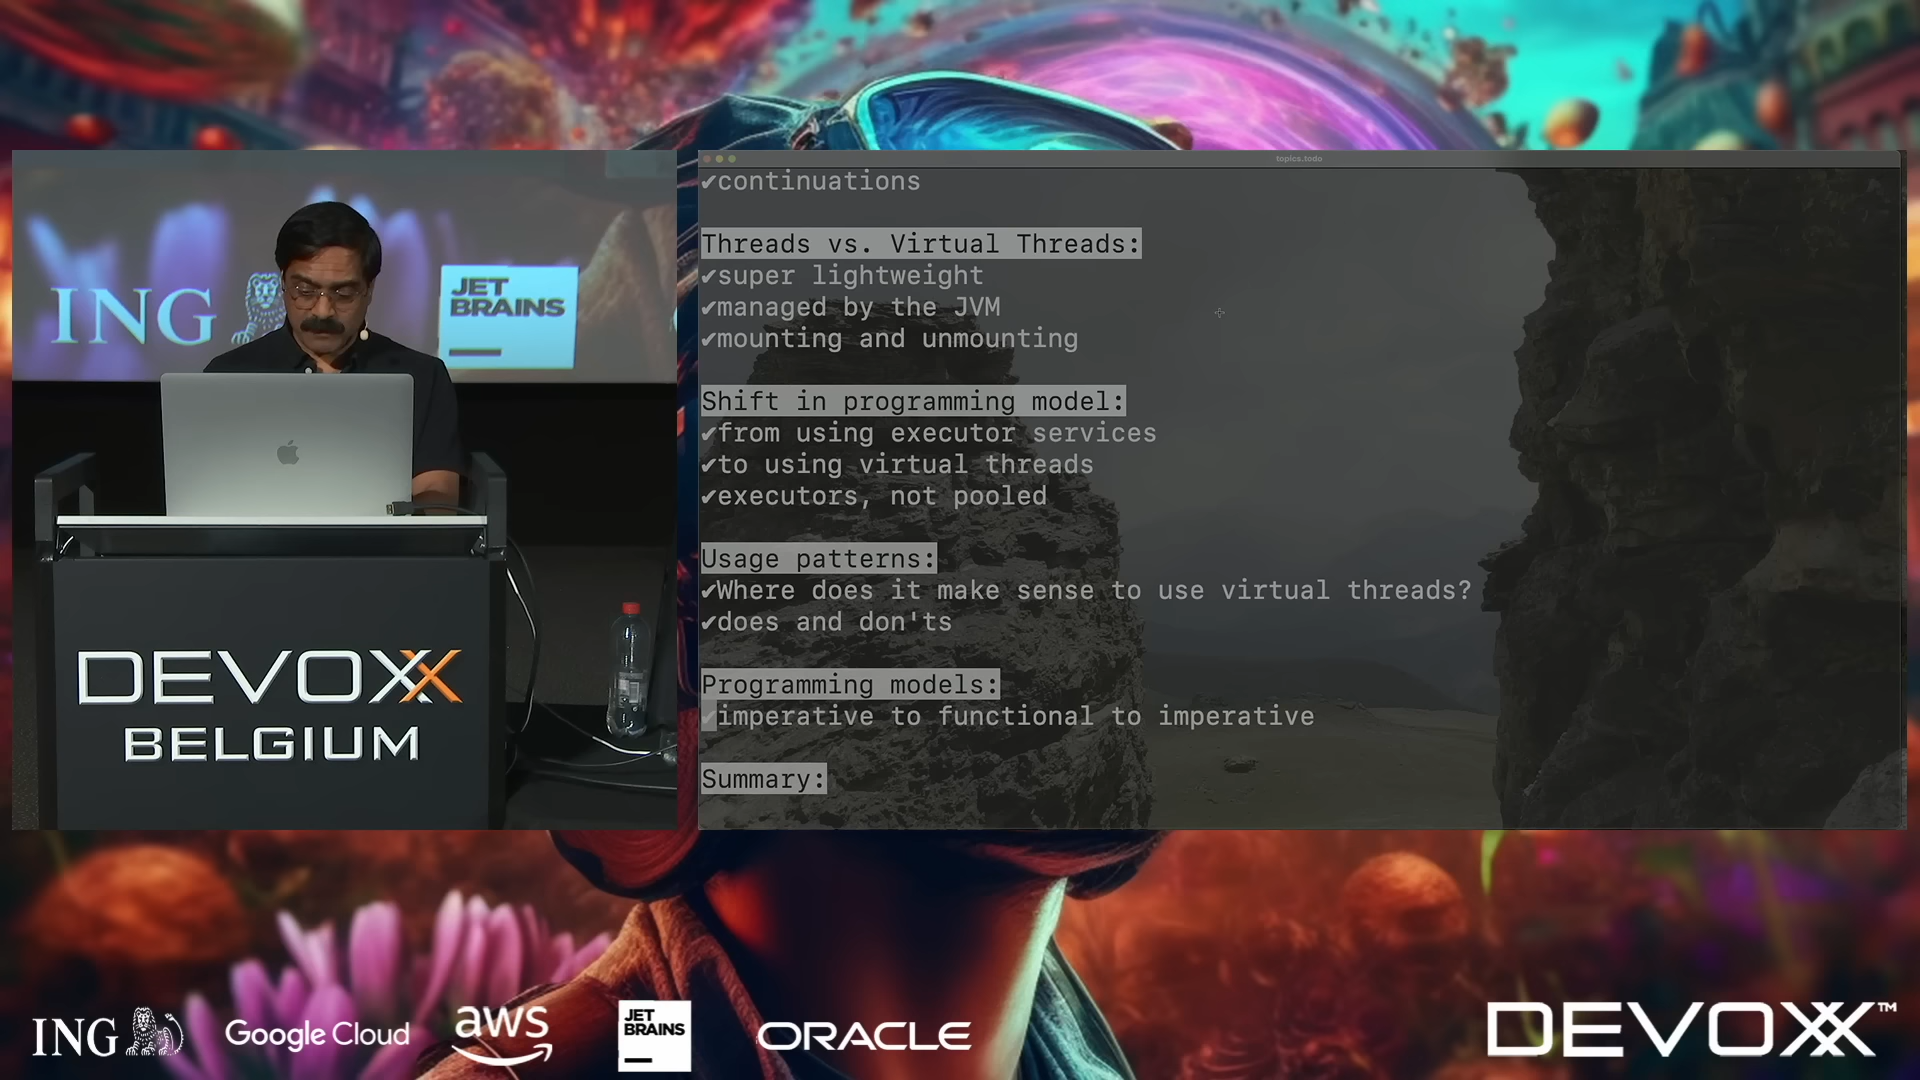 topics.todo
✔continuations
Threads vs. Virtual Threads:
✔super lightweight
✔managed by the JVM
✔mounting and unmounting
Shift in programming model:
✔from using executor services
✔to using virtual threads
✔executors, not pooled
Usage patterns:
✔Where does it make sense to use virtual threads?
✔does and don'ts
Programming models:
✔imperative to functional to imperative
Summary:
ING
JET
BRAINS
DEVOXX
BELGIUM
ING
Google Cloud
aws
JET
BRAINS
ORACLE
DEVOXX™